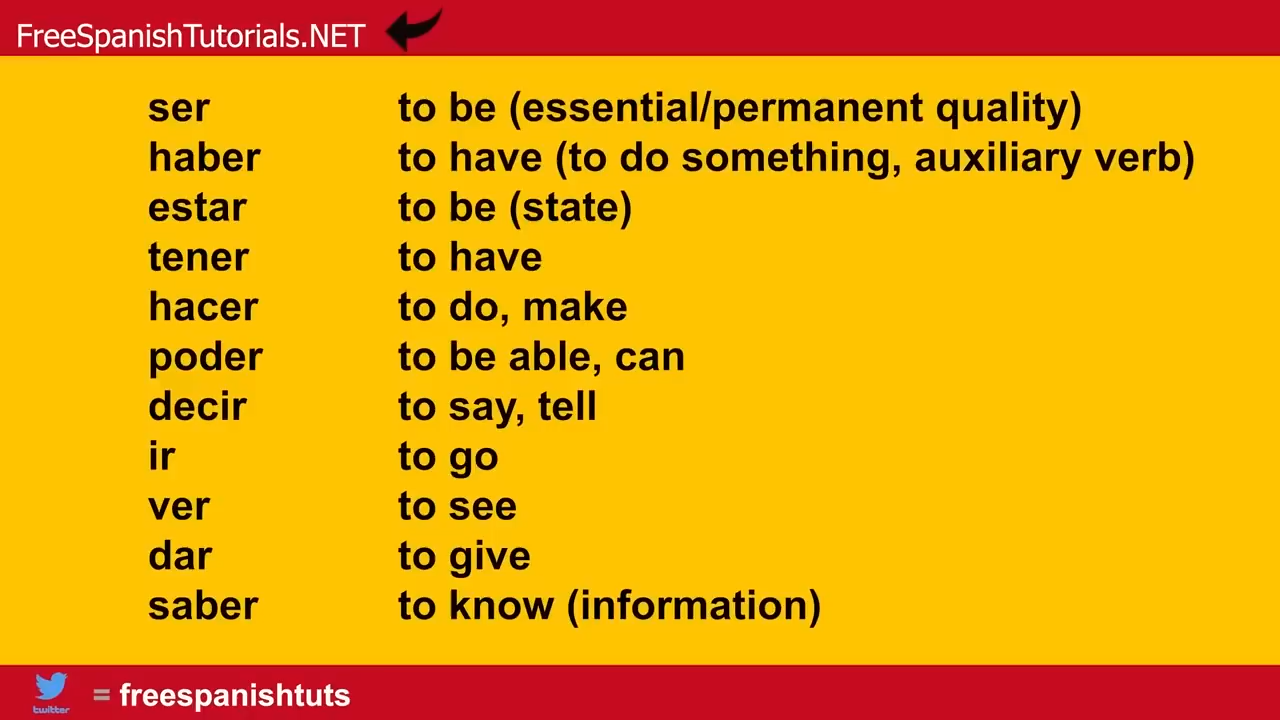 FreeSpanishTutorials.NET
ser to be (essential/permanent quality)
haber to have (to do something, auxiliary verb)
estar to be (state)
tener to have
hacer to do, make
poder to be able, can
decir to say, tell
ir to go
ver to see
dar to give
saber to know (information)
twitter = freespanishtuts